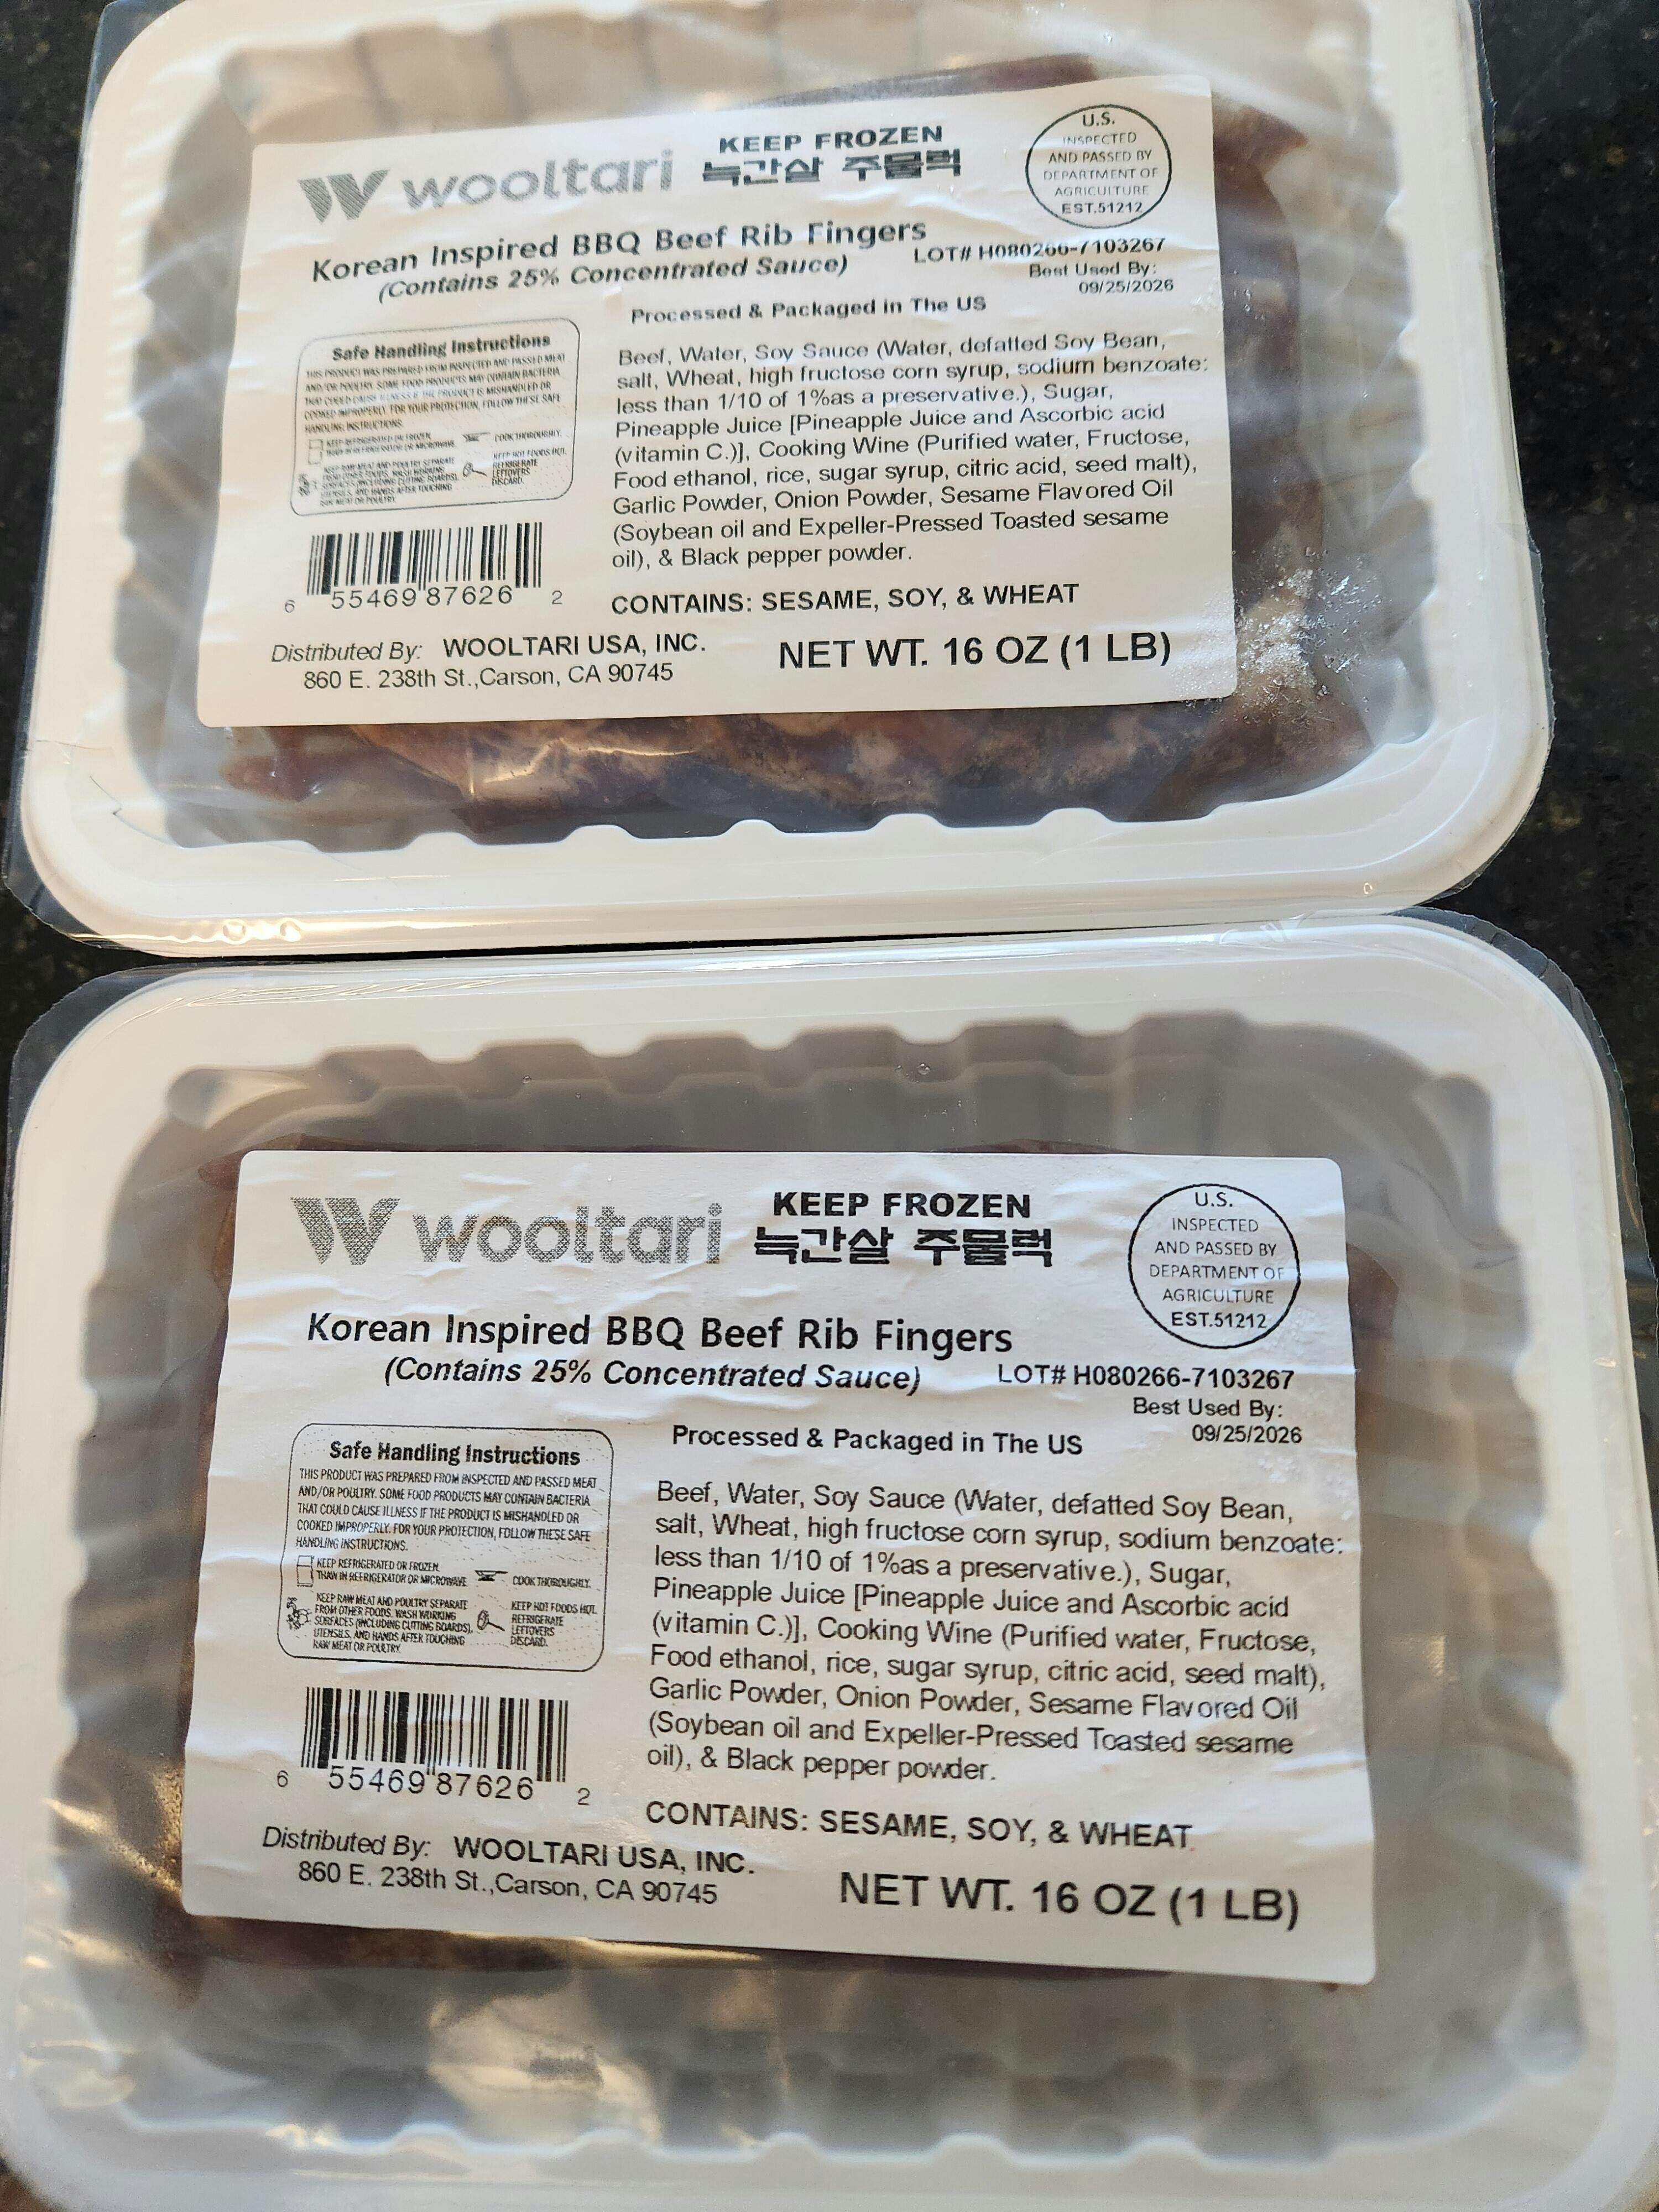 wooltari
KEEP FROZEN
늑간살 주물럭
U.S.
INSPECTED
AND PASSED BY
DEPARTMENT OF
AGRICULTURE
EST.51212
Korean Inspired BBQ Beef Rib Fingers
(Contains 25% Concentrated Sauce)
LOT# H080266-7103267
Best Used By:
09/25/2026
Processed & Packaged in The US
Safe Handling Instructions
THIS PRODUCT WAS PREPARED FROM INSPECTED AND PASSED MEAT
AND/OR POULTRY. SOME FOOD PRODUCTS MAY CONTAIN BACTERIA
THAT COULD CAUSE ILLNESS IF THE PRODUCT IS MISHANDLED OR
COOKED IMPROPERLY. FOR YOUR PROTECTION, FOLLOW THESE SAFE
HANDLING INSTRUCTIONS.
KEEP REFRIGERATED OR FROZEN.
THAW IN REFRIGERATOR OR MICROWAVE.
COOK THOROUGHLY.
KEEP RAW MEAT AND POULTRY SEPARATE
FROM OTHER FOODS. WASH WORKING
SURFACES (INCLUDING CUTTING BOARDS),
UTENSILS, AND HANDS AFTER TOUCHING
RAW MEAT OR POULTRY.
KEEP HOT FOODS HOT.
REFRIGERATE
LEFTOVERS
DISCARD.
Beef, Water, Soy Sauce (Water, defatted Soy Bean,
salt, Wheat, high fructose corn syrup, sodium benzoate:
less than 1/10 of 1%as a preservative.), Sugar,
Pineapple Juice [Pineapple Juice and Ascorbic acid
(vitamin C.)], Cooking Wine (Purified water, Fructose,
Food ethanol, rice, sugar syrup, citric acid, seed malt),
Garlic Powder, Onion Powder, Sesame Flavored Oil
(Soybean oil and Expeller-Pressed Toasted sesame
oil), & Black pepper powder.
6 55469 87626 2
CONTAINS: SESAME, SOY, & WHEAT
Distributed By: WOOLTARI USA, INC.
860 E. 238th St.,Carson, CA 90745
NET WT. 16 OZ (1 LB)
wooltari
KEEP FROZEN
늑간살 주물럭
U.S.
INSPECTED
AND PASSED BY
DEPARTMENT OF
AGRICULTURE
EST.51212
Korean Inspired BBQ Beef Rib Fingers
(Contains 25% Concentrated Sauce)
LOT# H080266-7103267
Best Used By:
09/25/2026
Processed & Packaged in The US
Safe Handling Instructions
THIS PRODUCT WAS PREPARED FROM INSPECTED AND PASSED MEAT
AND/OR POULTRY. SOME FOOD PRODUCTS MAY CONTAIN BACTERIA
THAT COULD CAUSE ILLNESS IF THE PRODUCT IS MISHANDLED OR
COOKED IMPROPERLY. FOR YOUR PROTECTION, FOLLOW THESE SAFE
HANDLING INSTRUCTIONS.
KEEP REFRIGERATED OR FROZEN.
THAW IN REFRIGERATOR OR MICROWAVE.
COOK THOROUGHLY.
KEEP RAW MEAT AND POULTRY SEPARATE
FROM OTHER FOODS. WASH WORKING
SURFACES (INCLUDING CUTTING BOARDS),
UTENSILS, AND HANDS AFTER TOUCHING
RAW MEAT OR POULTRY.
KEEP HOT FOODS HOT.
REFRIGERATE
LEFTOVERS
DISCARD.
Beef, Water, Soy Sauce (Water, defatted Soy Bean,
salt, Wheat, high fructose corn syrup, sodium benzoate:
less than 1/10 of 1%as a preservative.), Sugar,
Pineapple Juice [Pineapple Juice and Ascorbic acid
(vitamin C.)], Cooking Wine (Purified water, Fructose,
Food ethanol, rice, sugar syrup, citric acid, seed malt),
Garlic Powder, Onion Powder, Sesame Flavored Oil
(Soybean oil and Expeller-Pressed Toasted sesame
oil), & Black pepper powder.
6 55469 87626 2
CONTAINS: SESAME, SOY, & WHEAT
Distributed By: WOOLTARI USA, INC.
860 E. 238th St.,Carson, CA 90745
NET WT. 16 OZ (1 LB)